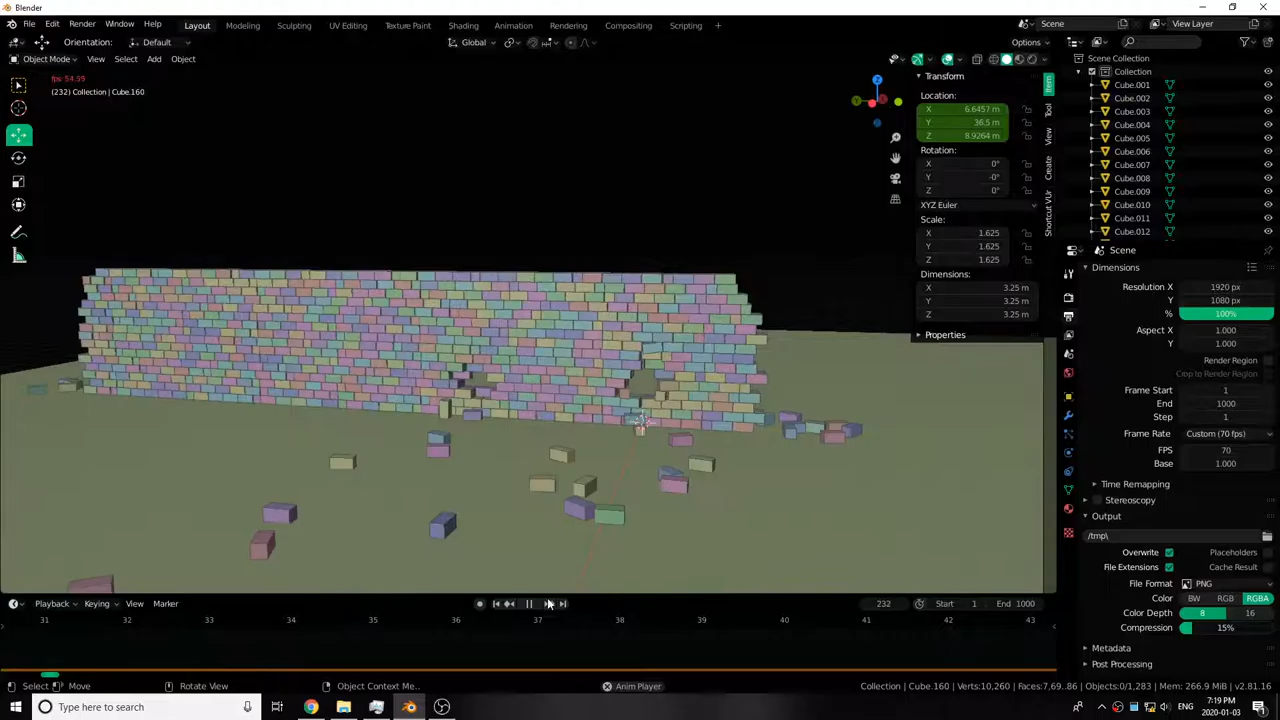 Blender
File Edit Render Window Help Layout Modeling Sculpting UV Editing Texture Paint Shading Animation Rendering Compositing Scripting + Scene View Layer
Orientation: Default Global Options
Object Mode View Select Add Object
fps: 54.95
(232) Collection | Cube.160
Transform
Location:
X 6.6457 m
Y 36.5 m
Z 8.9264 m
Rotation:
X 0°
Y -0°
Z 0°
XYZ Euler
Scale:
X 1.625
Y 1.625
Z 1.625
Dimensions:
X 3.25 m
Y 3.25 m
Z 3.25 m
Properties
Item
Tool
View
Create
Shortcut VUr
Scene Collection
Collection
Cube.001
Cube.002
Cube.003
Cube.004
Cube.005
Cube.006
Cube.007
Cube.008
Cube.009
Cube.010
Cube.011
Cube.012
Scene
Dimensions
Resolution X 1920 px
Y 1080 px
% 100%
Aspect X 1.000
Y 1.000
Render Region
Crop to Render Region
Frame Start 1
End 1000
Step 1
Frame Rate Custom (70 fps)
FPS 70
Base 1.000
Time Remapping
Stereoscopy
Output
/tmp\
Overwrite Placeholders
File Extensions Cache Result
File Format PNG
Color BW RGB RGBA
Color Depth 8 16
Compression 15%
Metadata
Post Processing
Playback Keying View Marker 232 Start 1 End 1000
31 32 33 34 35 36 37 38 39 40 41 42 43
Select Move Rotate View Object Context Me.. Anim Player Collection | Cube.160 | Verts:10,260 | Faces:7,69..86 | Objects:0/1,283 | Mem: 266.9 MiB | v2.81.16
Type here to search ENG 7:19 PM
2020-01-03